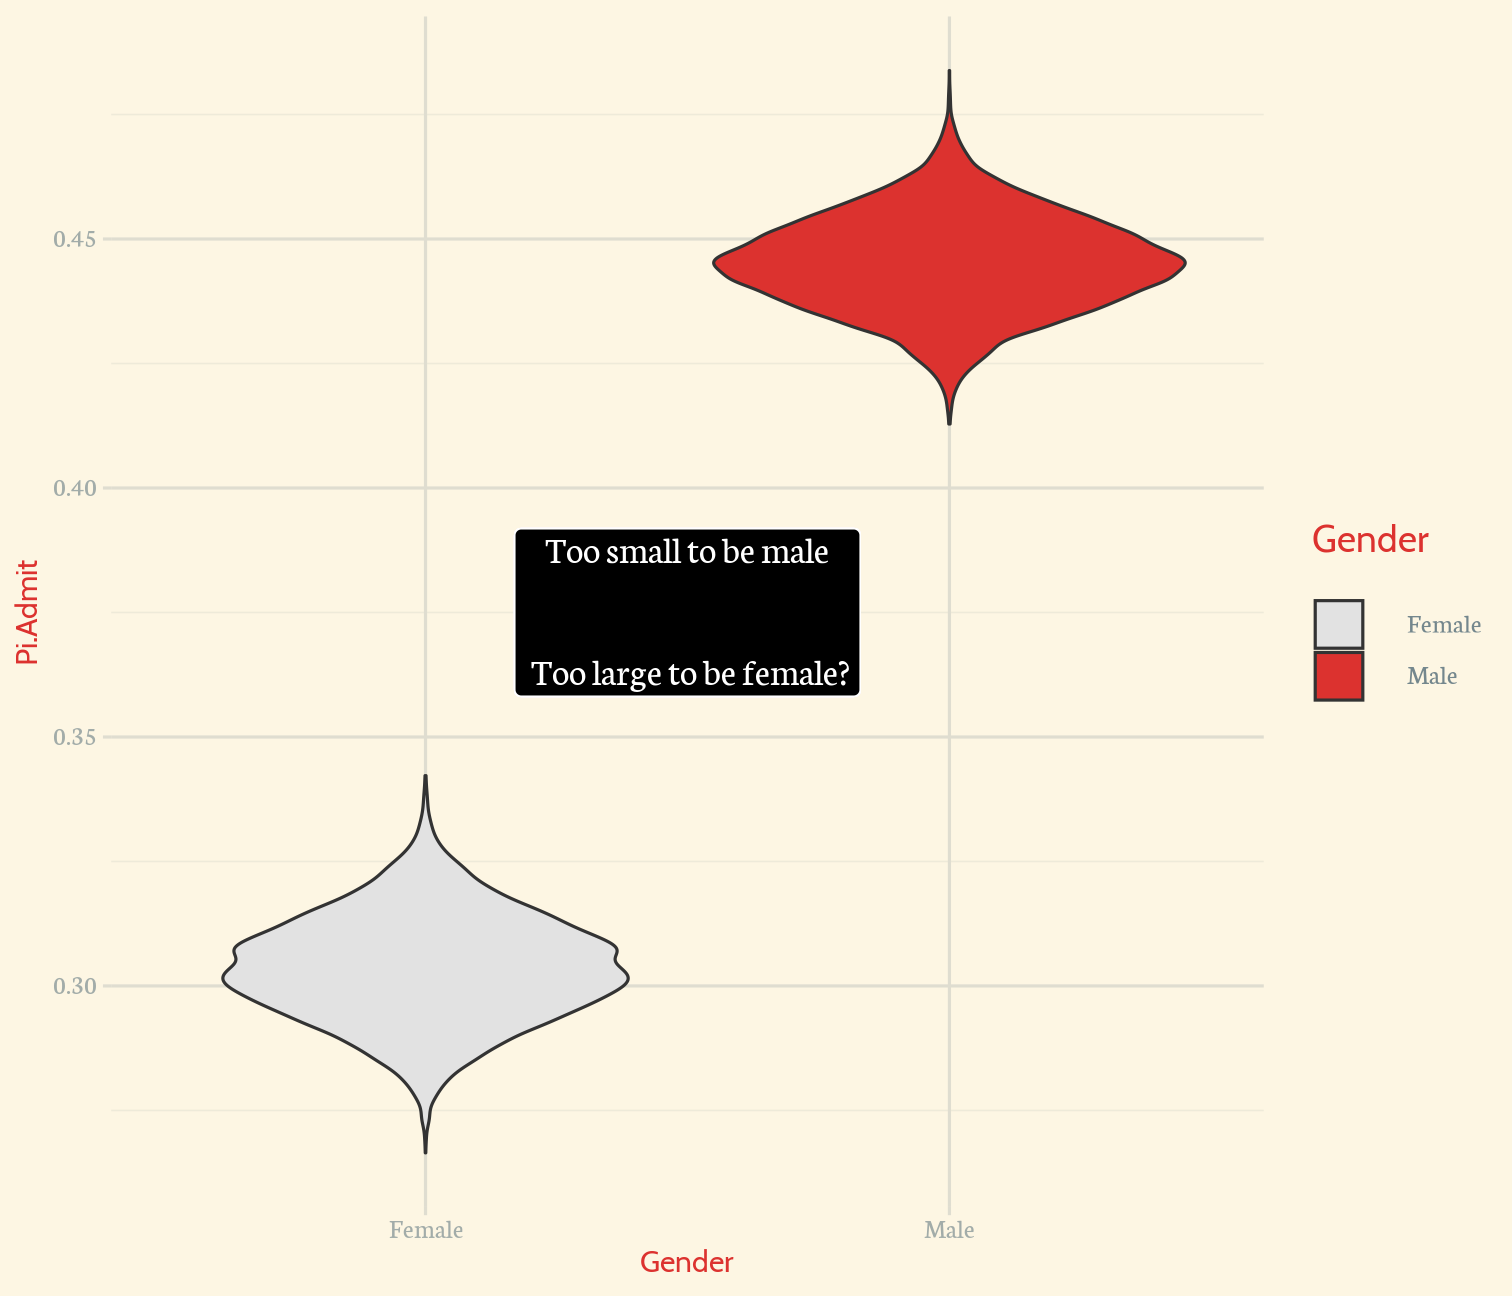 0.45
0.40
0.35
0.30
Pi.Admit
Too small to be male
Too large to be female?
Female
Male
Gender
Gender
Female
Male